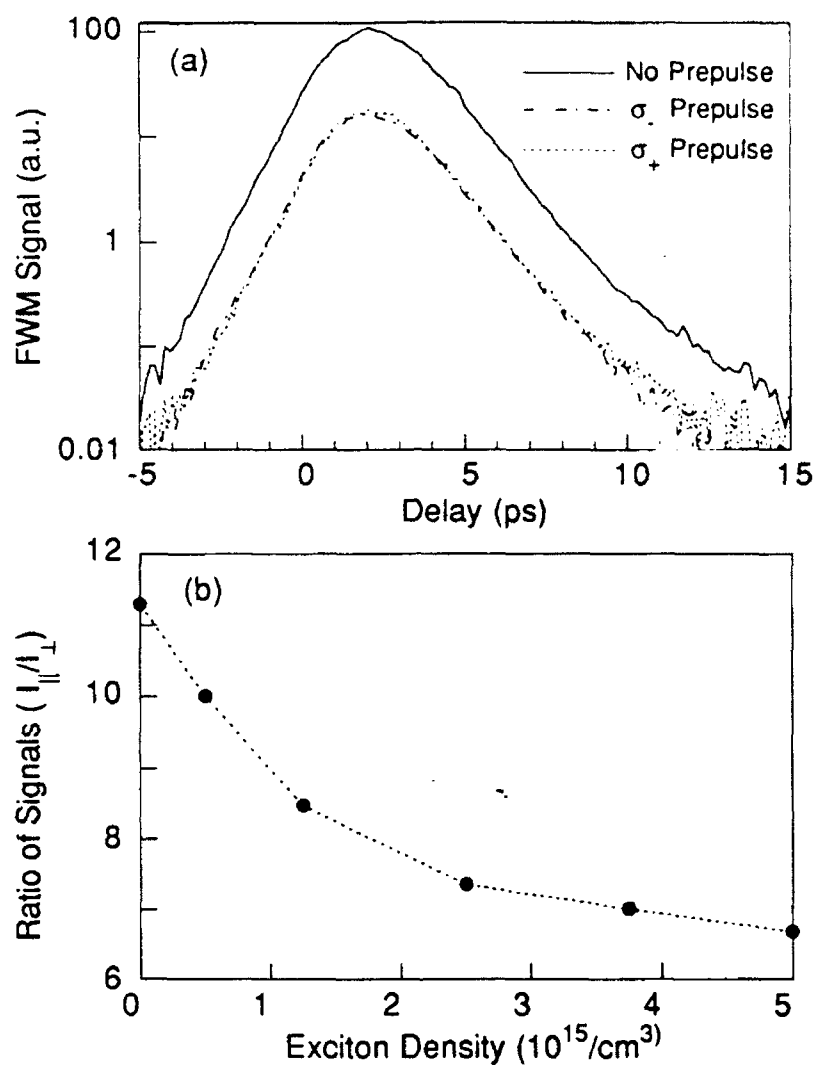 (a)
100
1
0.01
FWM Signal (a.u.)
No Prepulse
σ₋ Prepulse
σ₊ Prepulse
-5
0
5
10
15
Delay (ps)
(b)
12
10
8
6
Ratio of Signals ( I∥/I⊥)
0
1
2
3
4
5
Exciton Density (10¹⁵/cm³)